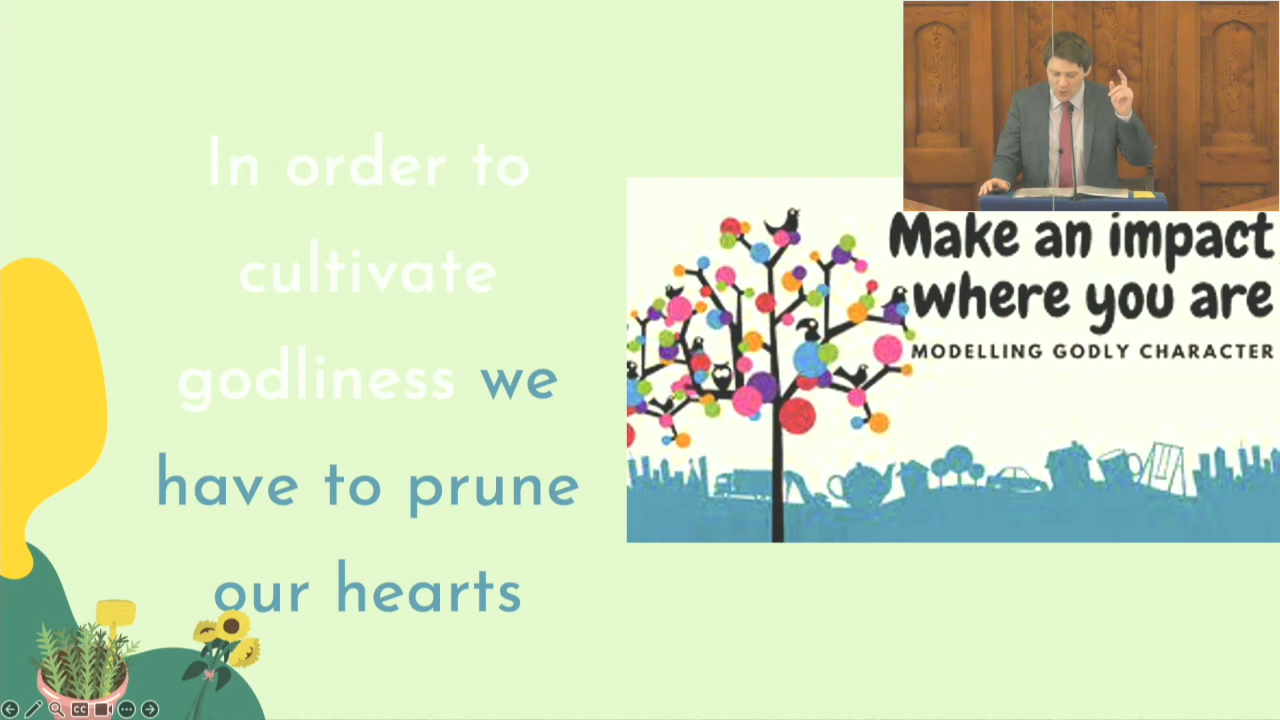 In order to
cultivate
godliness we
have to prune
our hearts
Make an impact
where you are
MODELLING GODLY CHARACTER
CC